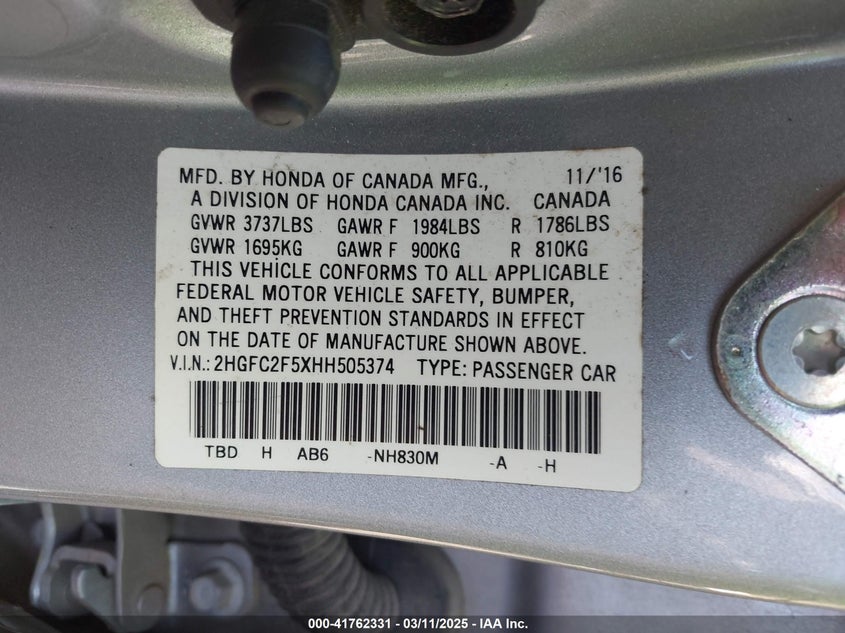 MFD. BY HONDA OF CANADA MFG., 11/'16
A DIVISION OF HONDA CANADA INC. CANADA
GVWR 3737LBS GAWR F 1984LBS R 1786LBS
GVWR 1695KG GAWR F 900KG R 810KG
THIS VEHICLE CONFORMS TO ALL APPLICABLE
FEDERAL MOTOR VEHICLE SAFETY, BUMPER,
AND THEFT PREVENTION STANDARDS IN EFFECT
ON THE DATE OF MANUFACTURE SHOWN ABOVE.
V.I.N.: 2HGFC2F5XHH505374 TYPE: PASSENGER CAR
TBD H AB6 -NH830M -A -H
000-41762331 - 03/11/2025 - IAA Inc.